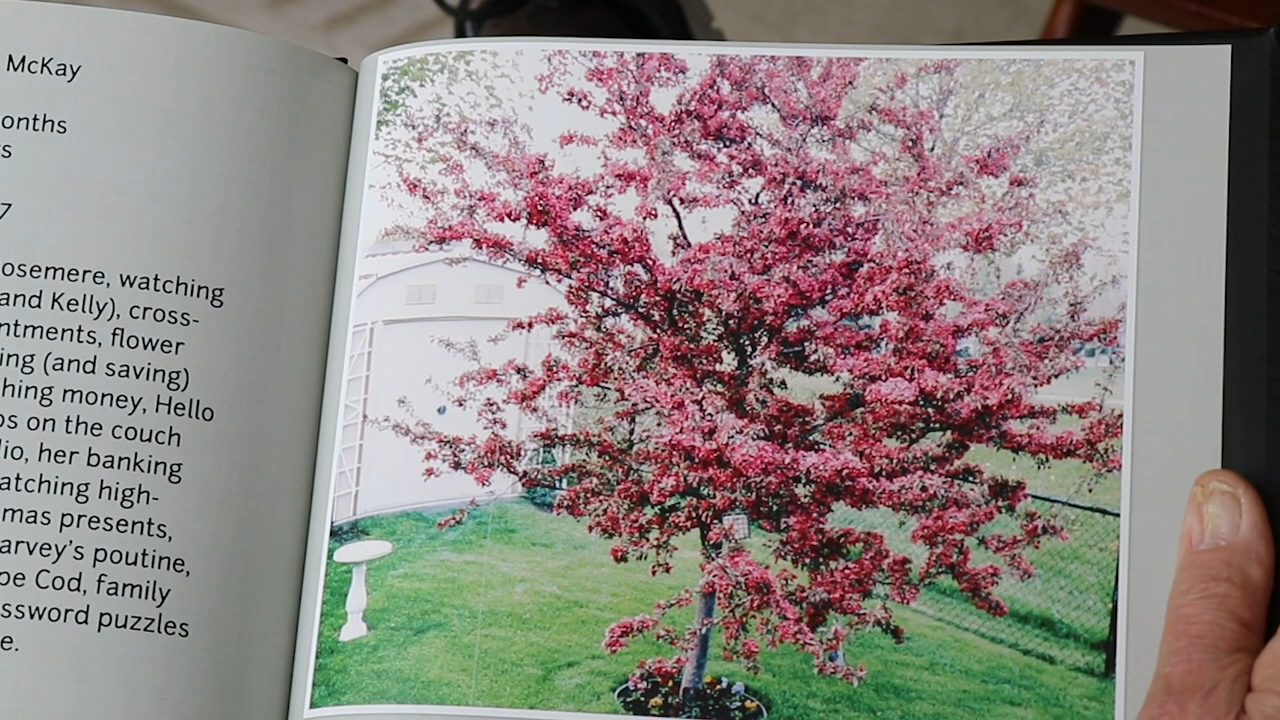 McKay
onths
s
7
osemere, watching
and Kelly), cross-
ntments, flower
ing (and saving)
hing money, Hello
os on the couch
lio, her banking
atching high-
mas presents,
arvey's poutine,
pe Cod, family
ssword puzzles
e.